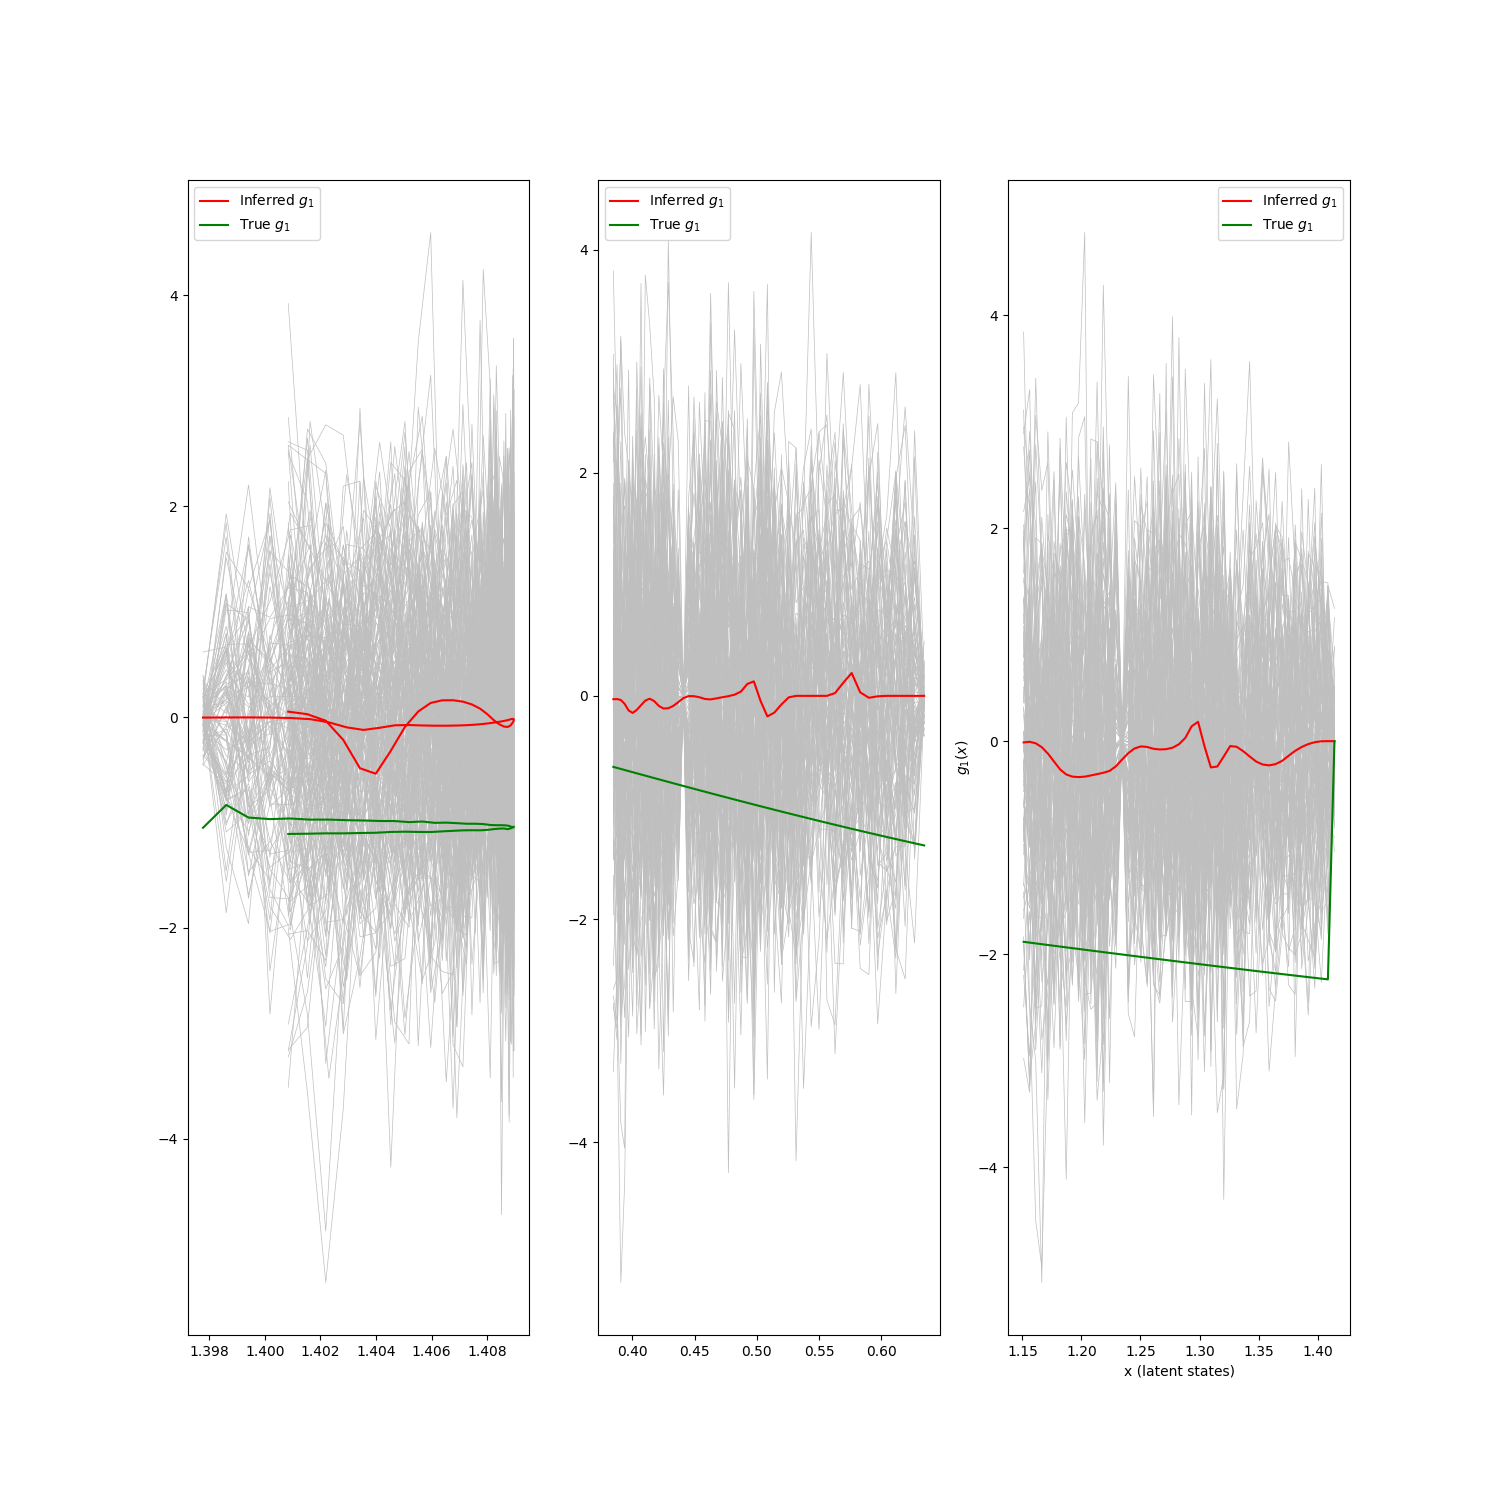 Inferred g₁
True g₁
4
2
0
−2
−4
1.398 1.400 1.402 1.404 1.406 1.408
Inferred g₁
True g₁
4
2
0
−2
−4
0.40 0.45 0.50 0.55 0.60
Inferred g₁
True g₁
4
2
0
−2
−4
g₁(x)
1.15 1.20 1.25 1.30 1.35 1.40
x (latent states)